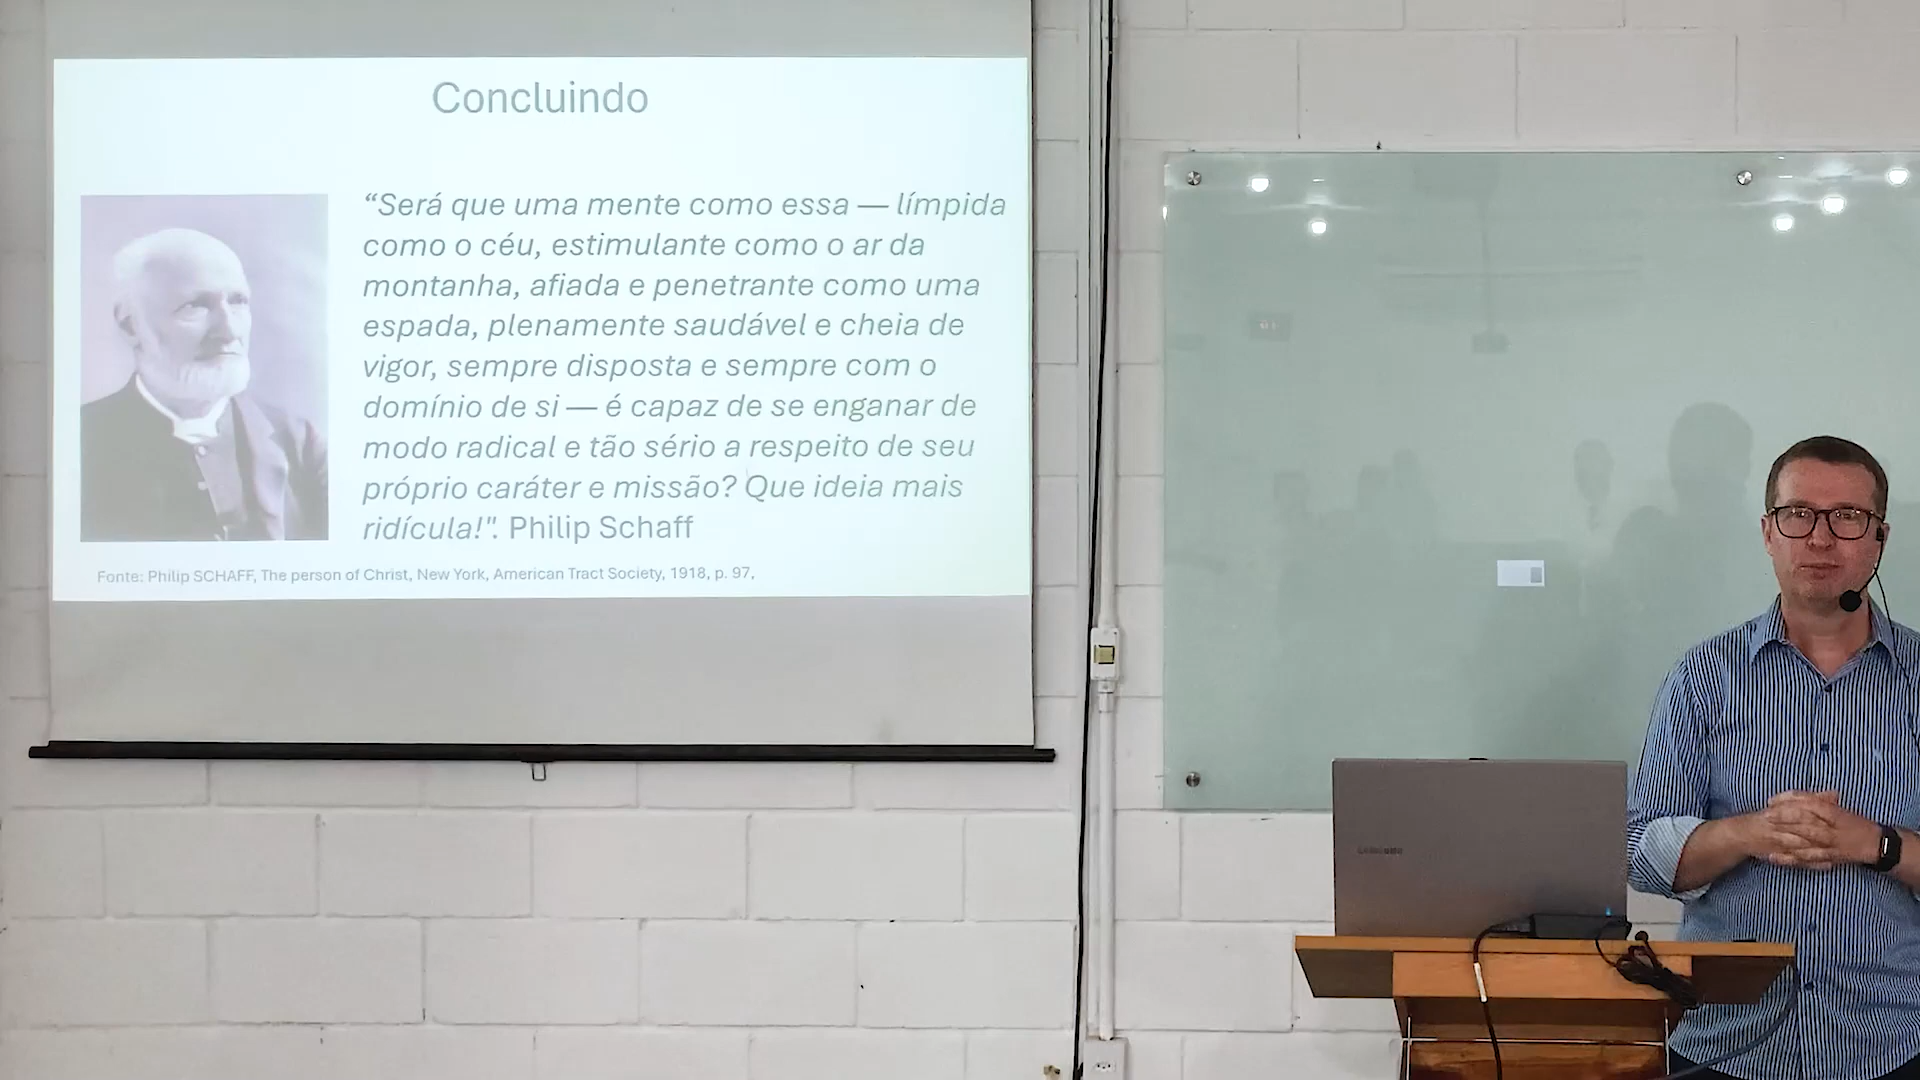 Concluindo
“Será que uma mente como essa — límpida
como o céu, estimulante como o ar da
montanha, afiada e penetrante como uma
espada, plenamente saudável e cheia de
vigor, sempre disposta e sempre com o
domínio de si — é capaz de se enganar de
modo radical e tão sério a respeito de seu
próprio caráter e missão? Que ideia mais
ridícula!". Philip Schaff
Fonte: Philip SCHAFF, The person of Christ, New York, American Tract Society, 1918, p. 97,
SAMSUNG